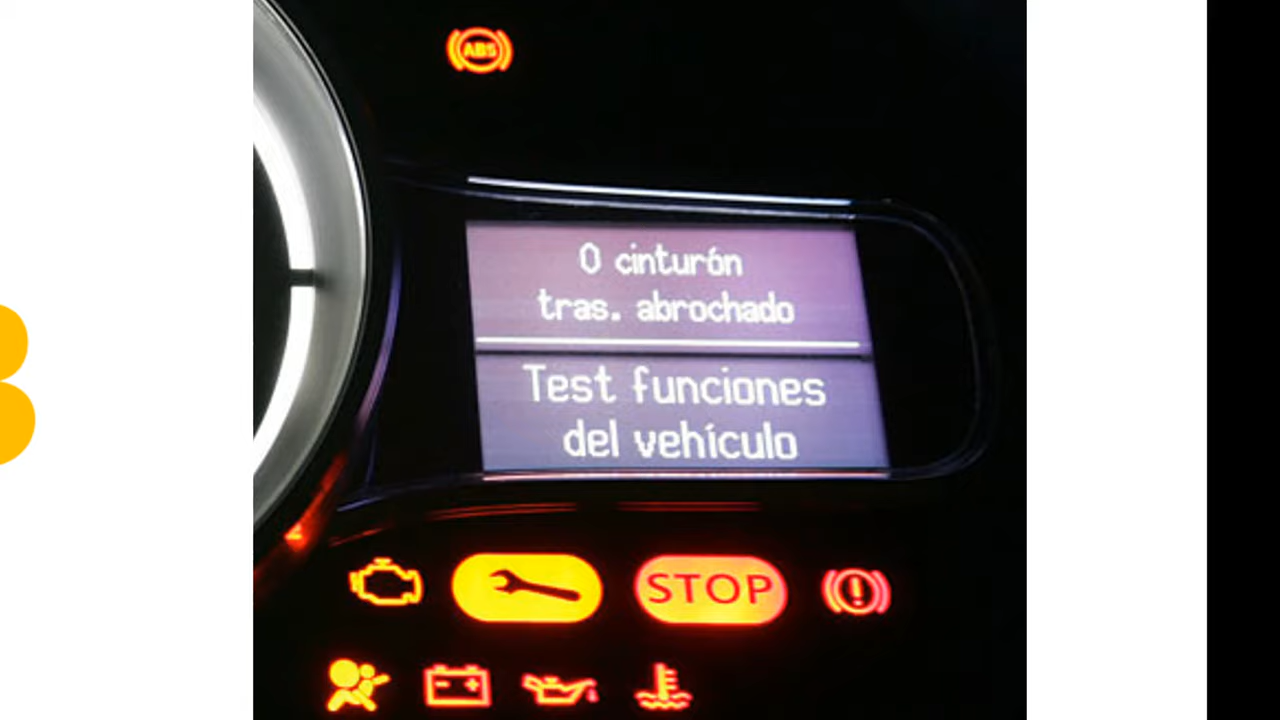 ABS
0 cinturón
tras. abrochado
Test funciones
del vehículo
STOP